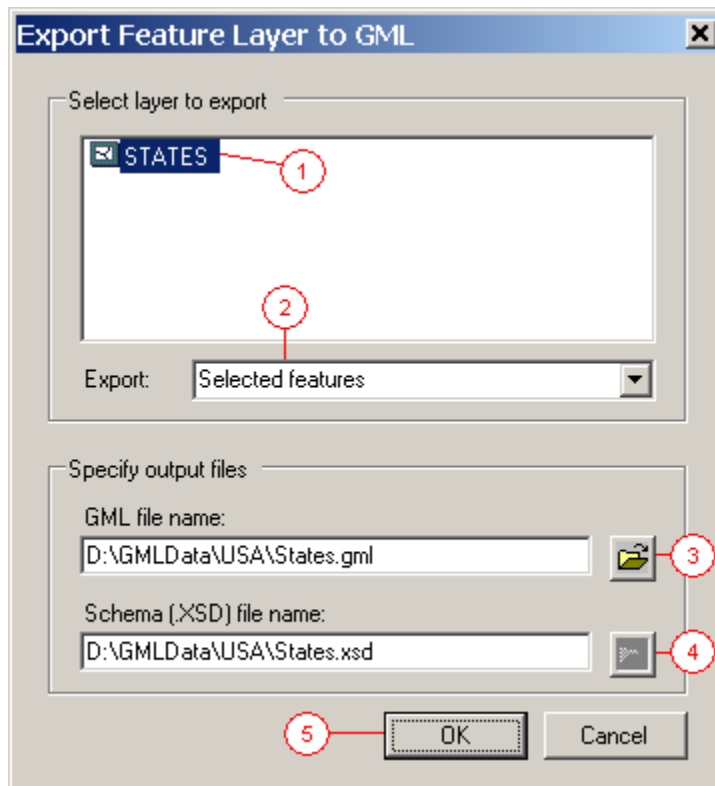 Export Feature Layer to GML
Select layer to export
STATES
1
2
Export:
Selected features
Specify output files
GML file name:
D:\GMLData\USA\States.gml
3
Schema (.XSD) file name:
D:\GMLData\USA\States.xsd
4
5
OK
Cancel